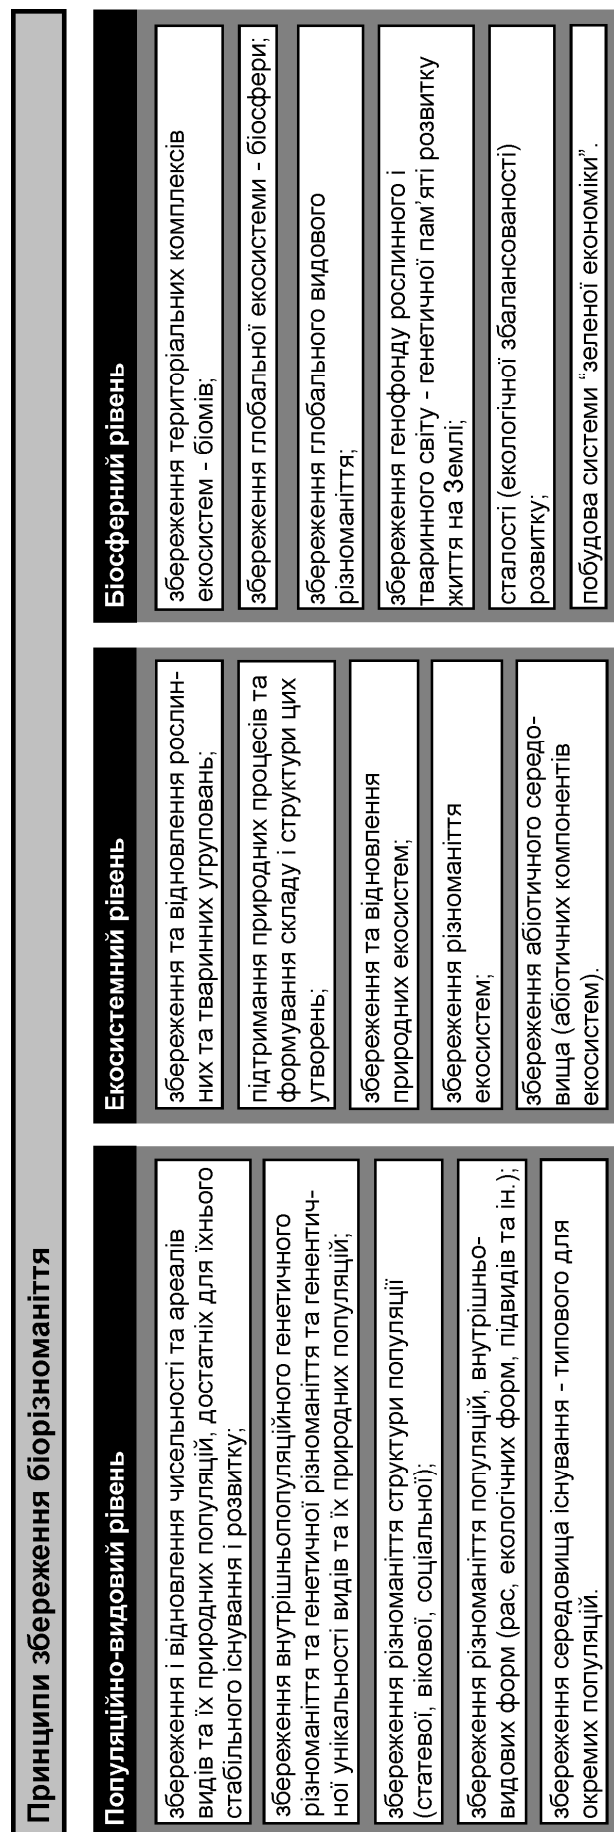 Принципи збереження біорізноманіття
Популяційно-видовий рівень
збереження і відновлення чисельності та ареалів
видів та їх природних популяцій, достатніх для їхнього
стабільного існування і розвитку;
збереження внутрішньопопуляційного генетичного
різноманіття та генетичної різноманіття та генентич-
ної унікальності видів та їх природних популяцій;
збереження різноманіття структури популяції
(статевої, вікової, соціальної);
збереження різноманіття популяцій, внутрішньо-
видових форм (рас, екологічних форм, підвидів та ін.);
збереження середовища існування - типового для
окремих популяцій.
Екосистемний рівень
збереження та відновлення рослин-
них та тваринних угруповань;
підтримання природних процесів та
формування складу і структури цих
утворень;
збереження та відновлення
природних екосистем;
збереження різноманіття
екосистем;
збереження абіотичного середо-
вища (абіотичних компонентів
екосистем).
Біосферний рівень
збереження територіальних комплексів
екосистем - біомів;
збереження глобальної екосистеми - біосфери;
збереження глобального видового
різноманіття;
збереження генофонду рослинного і
тваринного світу - генетичної пам'яті розвитку
життя на Землі;
сталості (екологічної збалансованості)
розвитку;
побудова системи “зеленої економіки”.